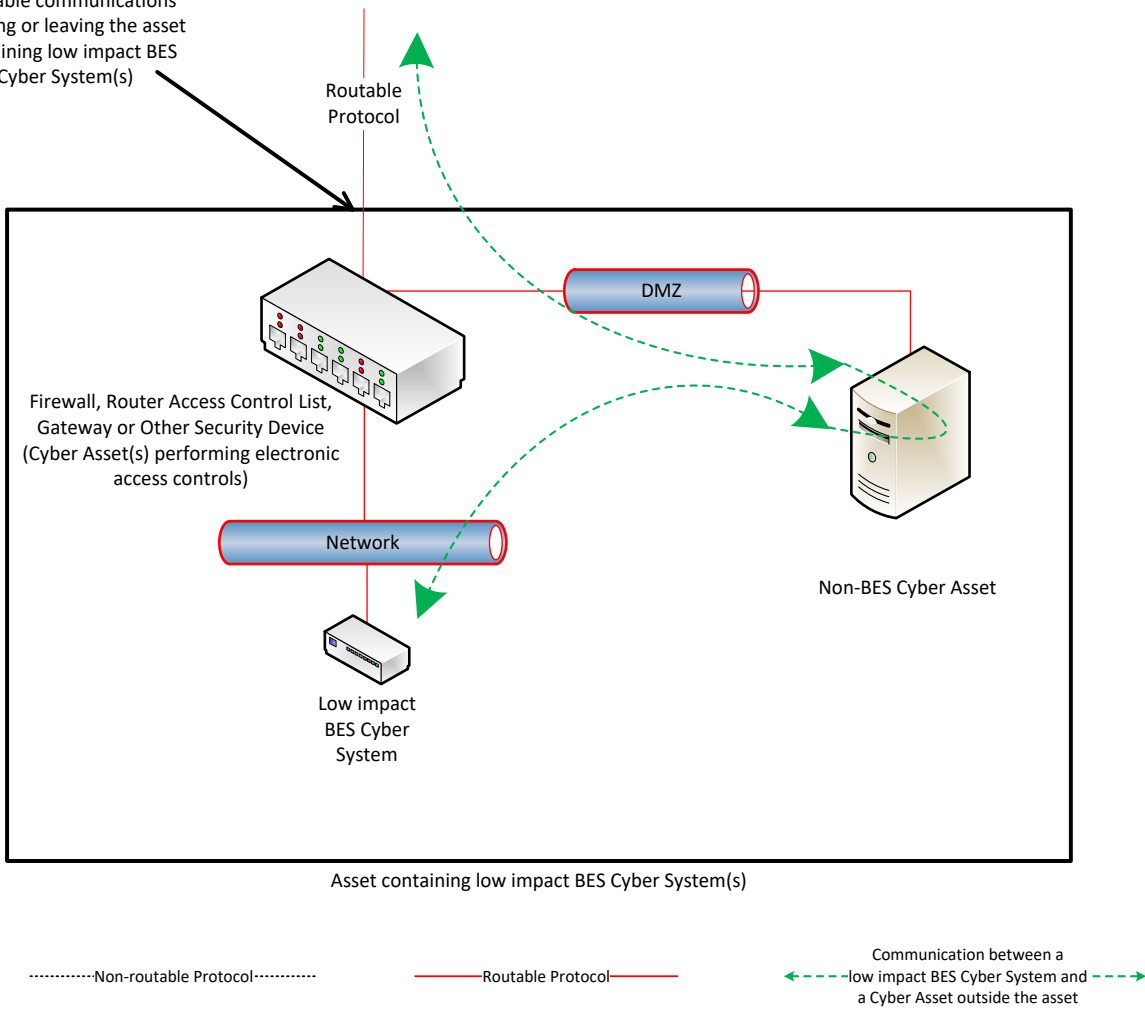 communications
or leaving the asset
low impact BES
Cyber System(s)
Routable
Protocol
DMZ
Firewall, Router Access Control List,
Gateway or Other Security Device
(Cyber Asset(s) performing electronic
access controls)
Network
Non-BES Cyber Asset
Low impact
BES Cyber
System
Asset containing low impact BES Cyber System(s)
Non-routable Protocol
Routable Protocol
Communication between a
low impact BES Cyber System and
a Cyber Asset outside the asset